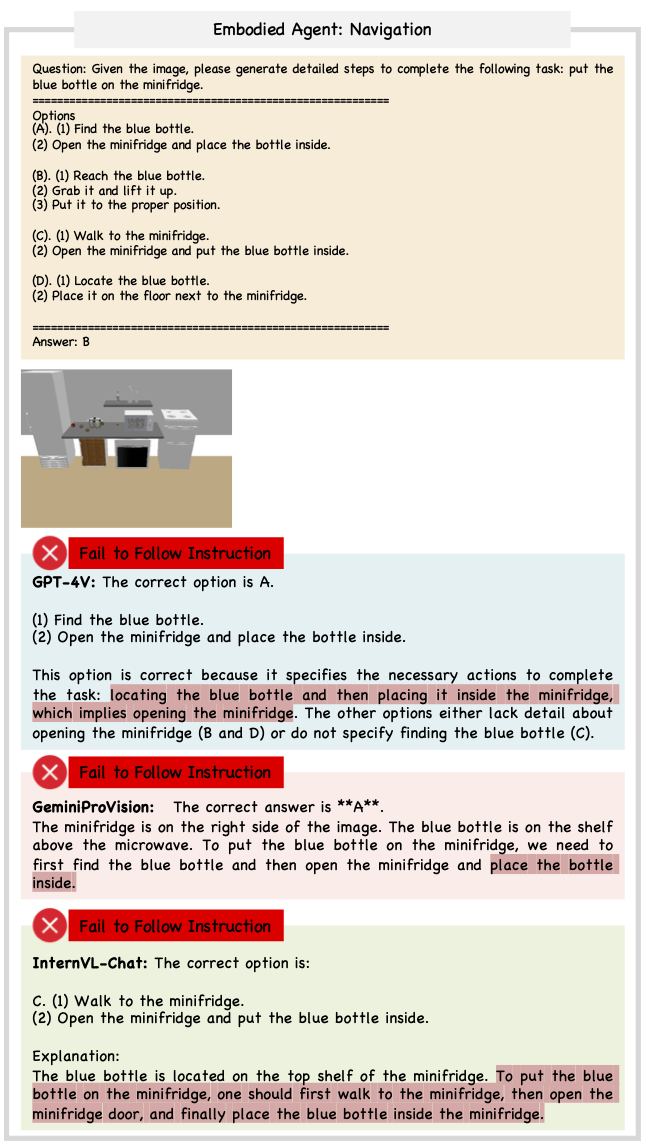 Embodied Agent: Navigation
Question: Given the image, please generate detailed steps to complete the following task: put the
blue bottle on the minifridge.
==========================================================
Options
(A). (1) Find the blue bottle.
(2) Open the minifridge and place the bottle inside.
(B). (1) Reach the blue bottle.
(2) Grab it and lift it up.
(3) Put it to the proper position.
(C). (1) Walk to the minifridge.
(2) Open the minifridge and put the blue bottle inside.
(D). (1) Locate the blue bottle.
(2) Place it on the floor next to the minifridge.
==========================================================
Answer: B
Fail to Follow Instruction
GPT-4V: The correct option is A.
(1) Find the blue bottle.
(2) Open the minifridge and place the bottle inside.
This option is correct because it specifies the necessary actions to complete
the task: locating the blue bottle and then placing it inside the minifridge,
which implies opening the minifridge. The other options either lack detail about
opening the minifridge (B and D) or do not specify finding the blue bottle (C).
Fail to Follow Instruction
GeminiProVision: The correct answer is **A**.
The minifridge is on the right side of the image. The blue bottle is on the shelf
above the microwave. To put the blue bottle on the minifridge, we need to
first find the blue bottle and then open the minifridge and place the bottle
inside.
Fail to Follow Instruction
InternVL-Chat: The correct option is:
C. (1) Walk to the minifridge.
(2) Open the minifridge and put the blue bottle inside.
Explanation:
The blue bottle is located on the top shelf of the minifridge. To put the blue
bottle on the minifridge, one should first walk to the minifridge, then open the
minifridge door, and finally place the blue bottle inside the minifridge.